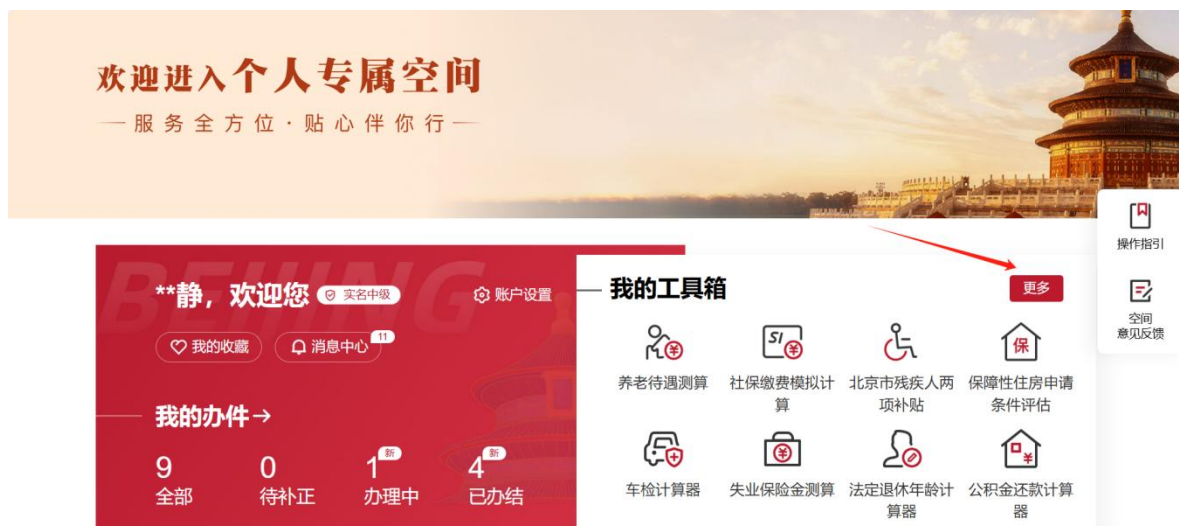 欢迎进入个人专属空间
服务全方位·贴心伴你行
操作指引
空间
意见反馈
BEIJING
**静，欢迎您
实名中级
账户设置
我的收藏
消息中心
11
我的办件→
9
全部
0
待补正
1
新
办理中
4
新
已办结
我的工具箱
更多
养老待遇测算
SI
社保缴费模拟计
算
北京市残疾人两
项补贴
保
保障性住房申请
条件评估
车检计算器
失业保险金测算
法定退休年龄计
算器
公积金还款计算
器